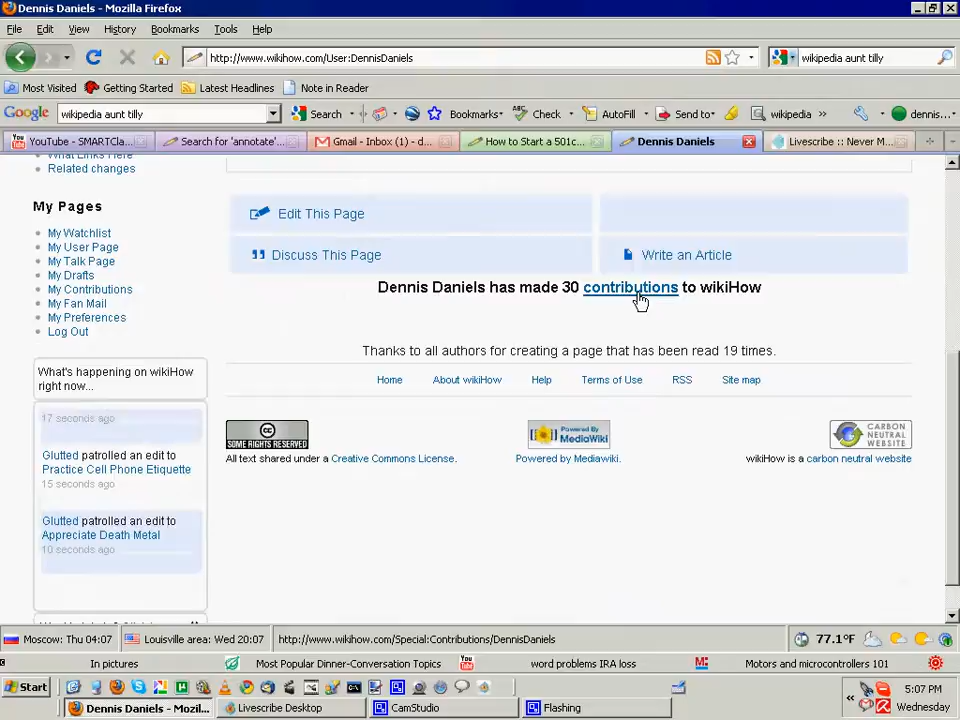 Dennis Daniels - Mozilla Firefox
File Edit View History Bookmarks Tools Help
http://www.wikihow.com/User:DennisDaniels
wikipedia aunt tilly
Most Visited Getting Started Latest Headlines Note in Reader
Google wikipedia aunt tilly Search Bookmarks Check AutoFill Send to wikipedia » dennis...
YouTube - SMARTCla... Search for 'annotate'... Gmail - Inbox (1) - d... How to Start a 501c... Dennis Daniels Livescribe :: Never M...
What Links Here
Related changes
My Pages
My Watchlist
My User Page
My Talk Page
My Drafts
My Contributions
My Fan Mail
My Preferences
Log Out
What's happening on wikiHow
right now...
17 seconds ago
Glutted patrolled an edit to
Practice Cell Phone Etiquette
15 seconds ago
Glutted patrolled an edit to
Appreciate Death Metal
10 seconds ago
Edit This Page
Discuss This Page Write an Article
Dennis Daniels has made 30 contributions to wikiHow
Thanks to all authors for creating a page that has been read 19 times.
Home About wikiHow Help Terms of Use RSS Site map
SOME RIGHTS RESERVED
Powered By
MediaWiki
CARBON
NEUTRAL
WEBSITE
All text shared under a Creative Commons License. Powered by Mediawiki. wikiHow is a carbon neutral website
Moscow: Thu 04:07 Louisville area: Wed 20:07 http://www.wikihow.com/Special:Contributions/DennisDaniels 77.1°F
In pictures Most Popular Dinner-Conversation Topics word problems IRA loss Motors and microcontrollers 101
Start 5:07 PM
Dennis Daniels - Mozil... Livescribe Desktop CamStudio Flashing Wednesday